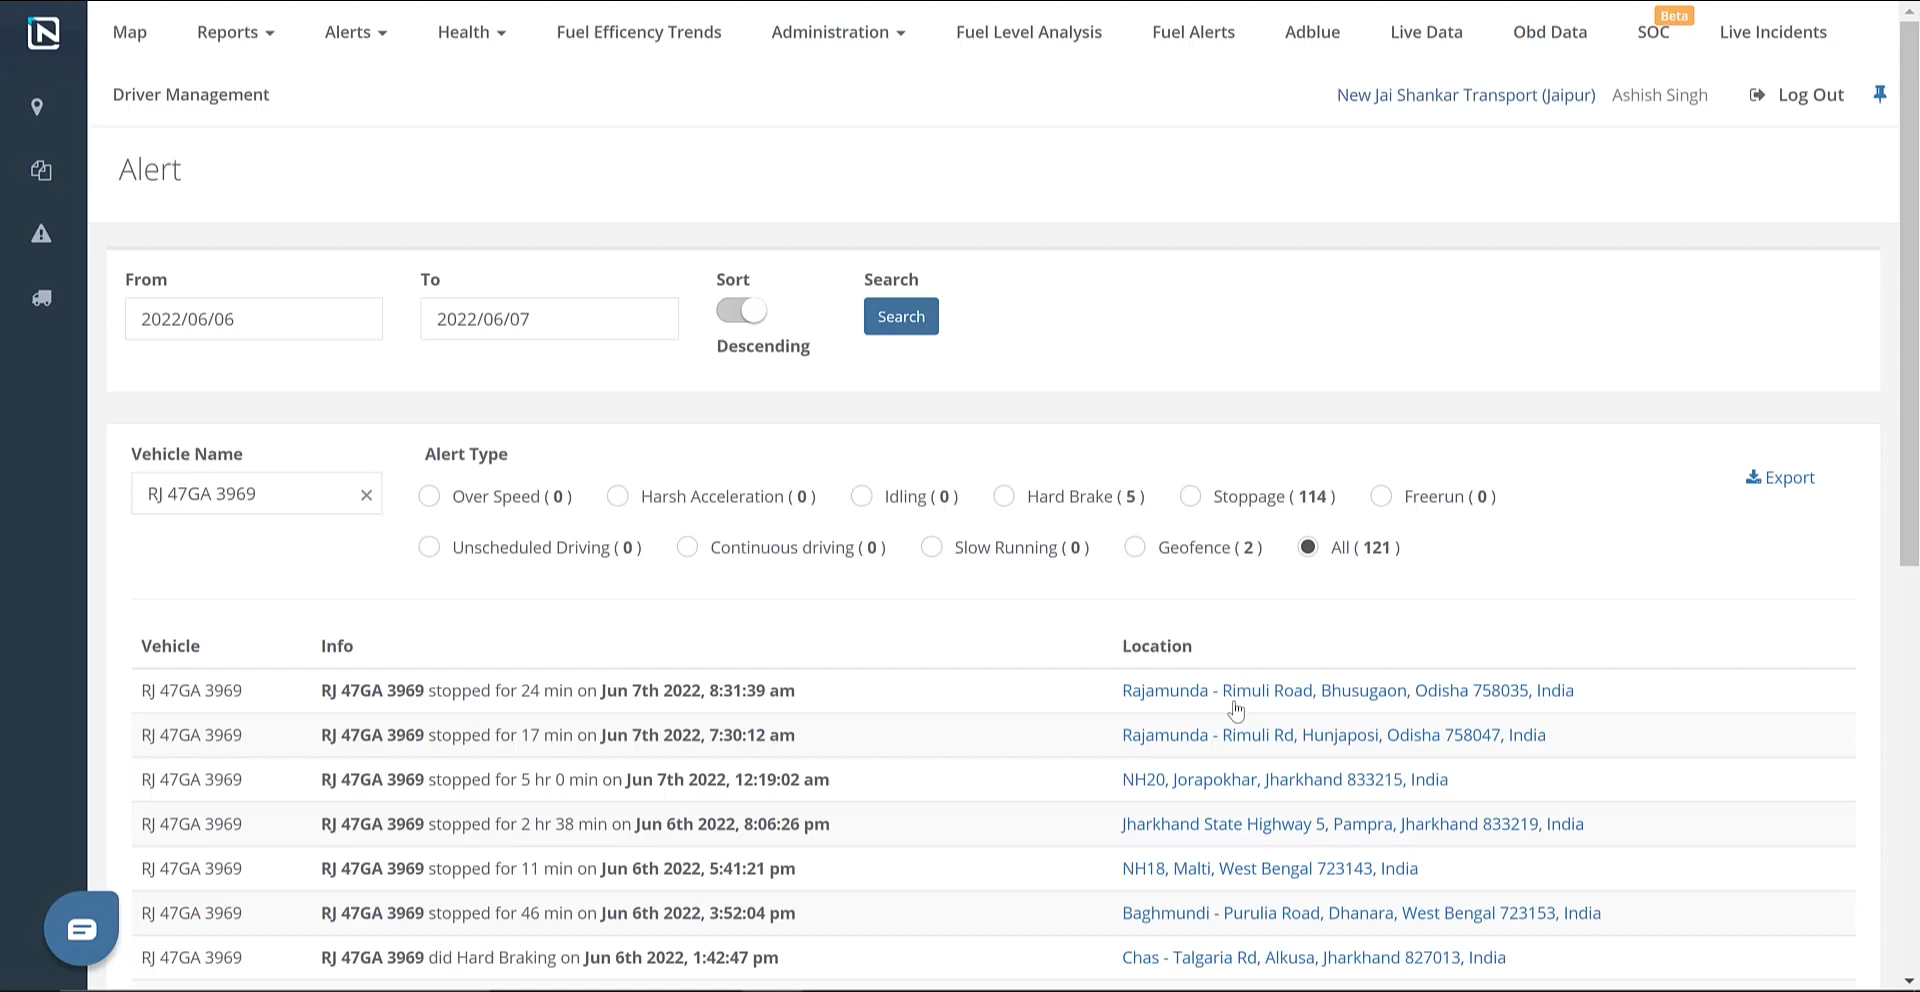 Map Reports Alerts Health Fuel Efficency Trends Administration Fuel Level Analysis Fuel Alerts Adblue Live Data Obd Data SOC Beta Live Incidents
Driver Management New Jai Shankar Transport (Jaipur) Ashish Singh Log Out
Alert
From To Sort Search
2022/06/06 2022/06/07 Search
Descending
Vehicle Name Alert Type
RJ 47GA 3969 × Over Speed ( 0 ) Harsh Acceleration ( 0 ) Idling ( 0 ) Hard Brake ( 5 ) Stoppage ( 114 ) Freerun ( 0 ) Export
Unscheduled Driving ( 0 ) Continuous driving ( 0 ) Slow Running ( 0 ) Geofence ( 2 ) All ( 121 )
Vehicle Info Location
RJ 47GA 3969 RJ 47GA 3969 stopped for 24 min on Jun 7th 2022, 8:31:39 am Rajamunda - Rimuli Road, Bhusugaon, Odisha 758035, India
RJ 47GA 3969 RJ 47GA 3969 stopped for 17 min on Jun 7th 2022, 7:30:12 am Rajamunda - Rimuli Rd, Hunjaposi, Odisha 758047, India
RJ 47GA 3969 RJ 47GA 3969 stopped for 5 hr 0 min on Jun 7th 2022, 12:19:02 am NH20, Jorapokhar, Jharkhand 833215, India
RJ 47GA 3969 RJ 47GA 3969 stopped for 2 hr 38 min on Jun 6th 2022, 8:06:26 pm Jharkhand State Highway 5, Pampra, Jharkhand 833219, India
RJ 47GA 3969 RJ 47GA 3969 stopped for 11 min on Jun 6th 2022, 5:41:21 pm NH18, Malti, West Bengal 723143, India
RJ 47GA 3969 RJ 47GA 3969 stopped for 46 min on Jun 6th 2022, 3:52:04 pm Baghmundi - Purulia Road, Dhanara, West Bengal 723153, India
RJ 47GA 3969 RJ 47GA 3969 did Hard Braking on Jun 6th 2022, 1:42:47 pm Chas - Talgaria Rd, Alkusa, Jharkhand 827013, India